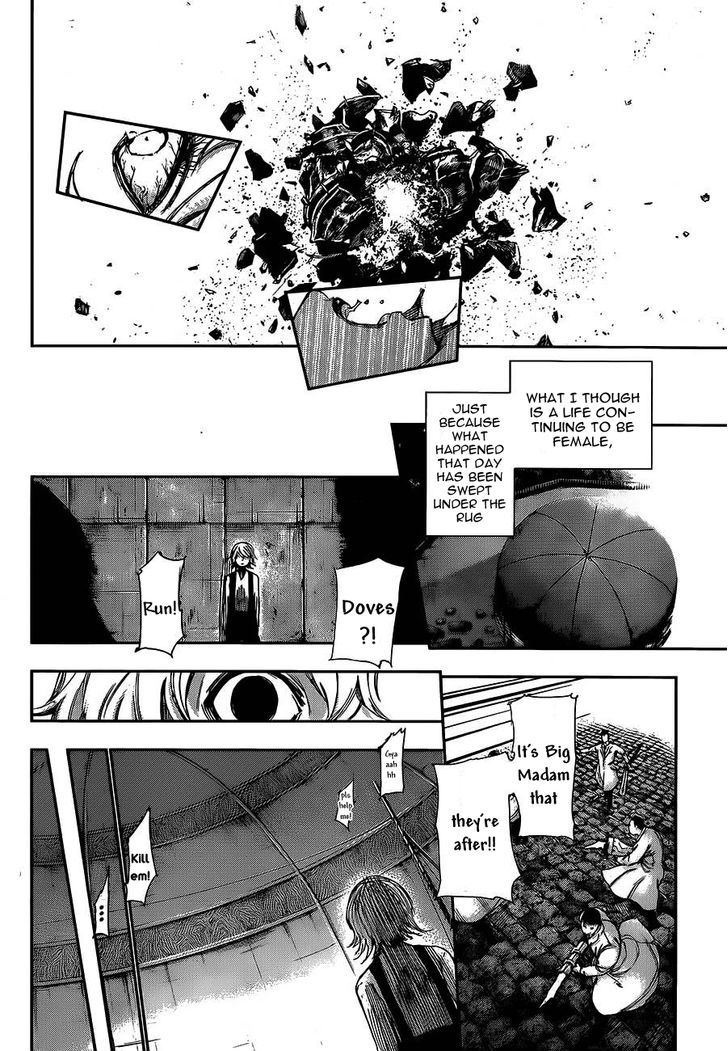 WHAT I THOUGH
IS A LIFE CON-
TINUING TO BE
FEMALE,
JUST
BECAUSE
WHAT
HAPPENED
THAT DAY
HAS BEEN
SWEPT
UNDER
THE RUG
Doves
?!
Run!
It's Big
Madam
that
they're
after!!
Gya
aah
hh
pls
help
me!
Kill
em!
...